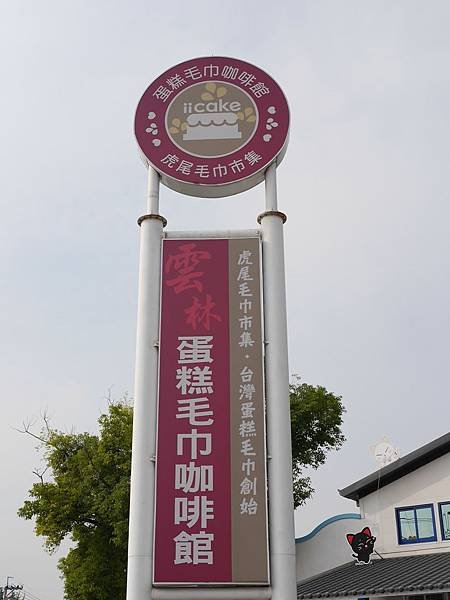 蛋糕毛巾咖啡館
iicake
虎尾毛巾市集
雲林
蛋糕毛巾咖啡館
虎尾毛巾市集・台灣蛋糕毛巾創始